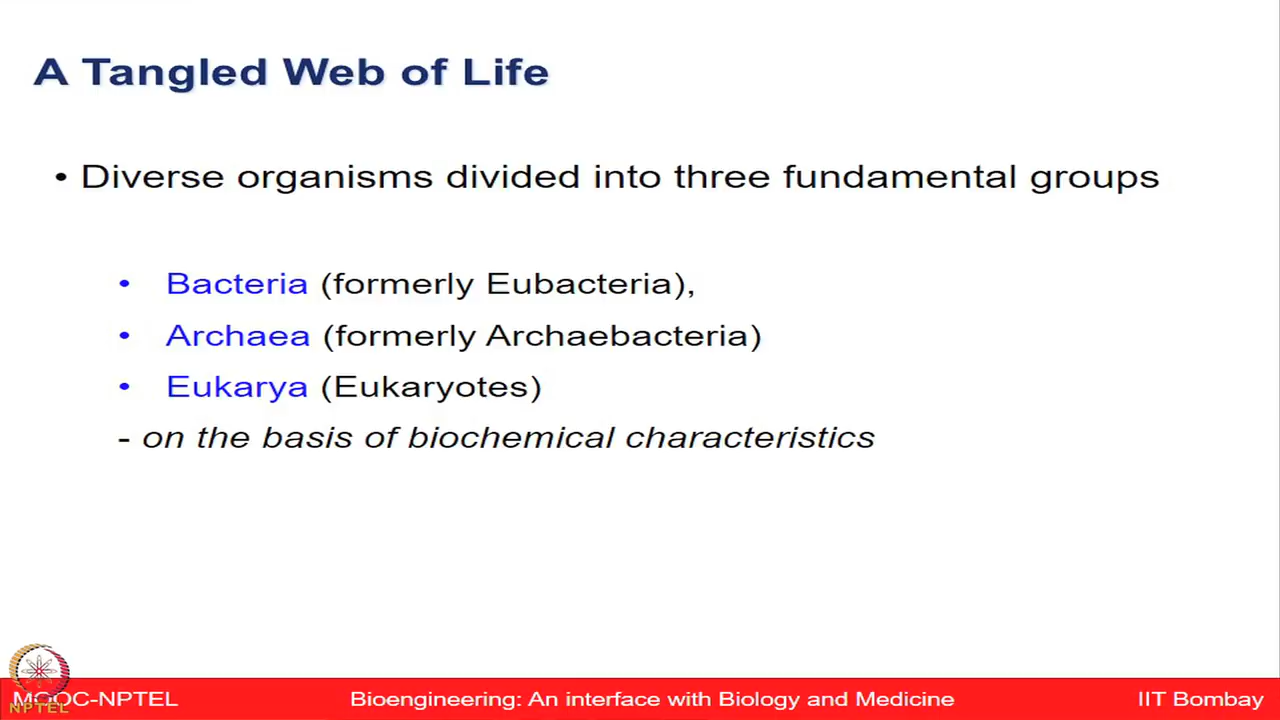 A Tangled Web of Life
• Diverse organisms divided into three fundamental groups
• Bacteria (formerly Eubacteria),
• Archaea (formerly Archaebacteria)
• Eukarya (Eukaryotes)
- on the basis of biochemical characteristics
MOOC-NPTEL Bioengineering: An interface with Biology and Medicine IIT Bombay
NPTEL